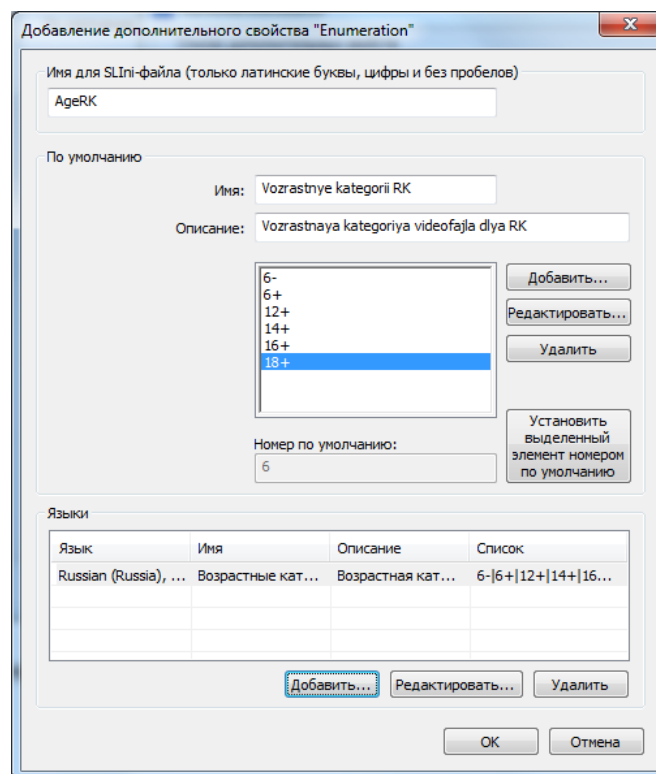 Добавление дополнительного свойства "Enumeration"
Имя для SLIni-файла (только латинские буквы, цифры и без пробелов)
AgeRK
По умолчанию
Имя: Vozrastnye kategorii RK
Описание: Vozrastnaya kategoriya videofajla dlya RK
6-
6+
12+
14+
16+
18+
Добавить...
Редактировать...
Удалить
Номер по умолчанию:
6
Установить
выделенный
элемент номером
по умолчанию
Языки
Язык Имя Описание Список
Russian (Russia), ... Возрастные кат... Возрастная кат... 6-|6+|12+|14+|16...
Добавить... Редактировать... Удалить
OK Отмена